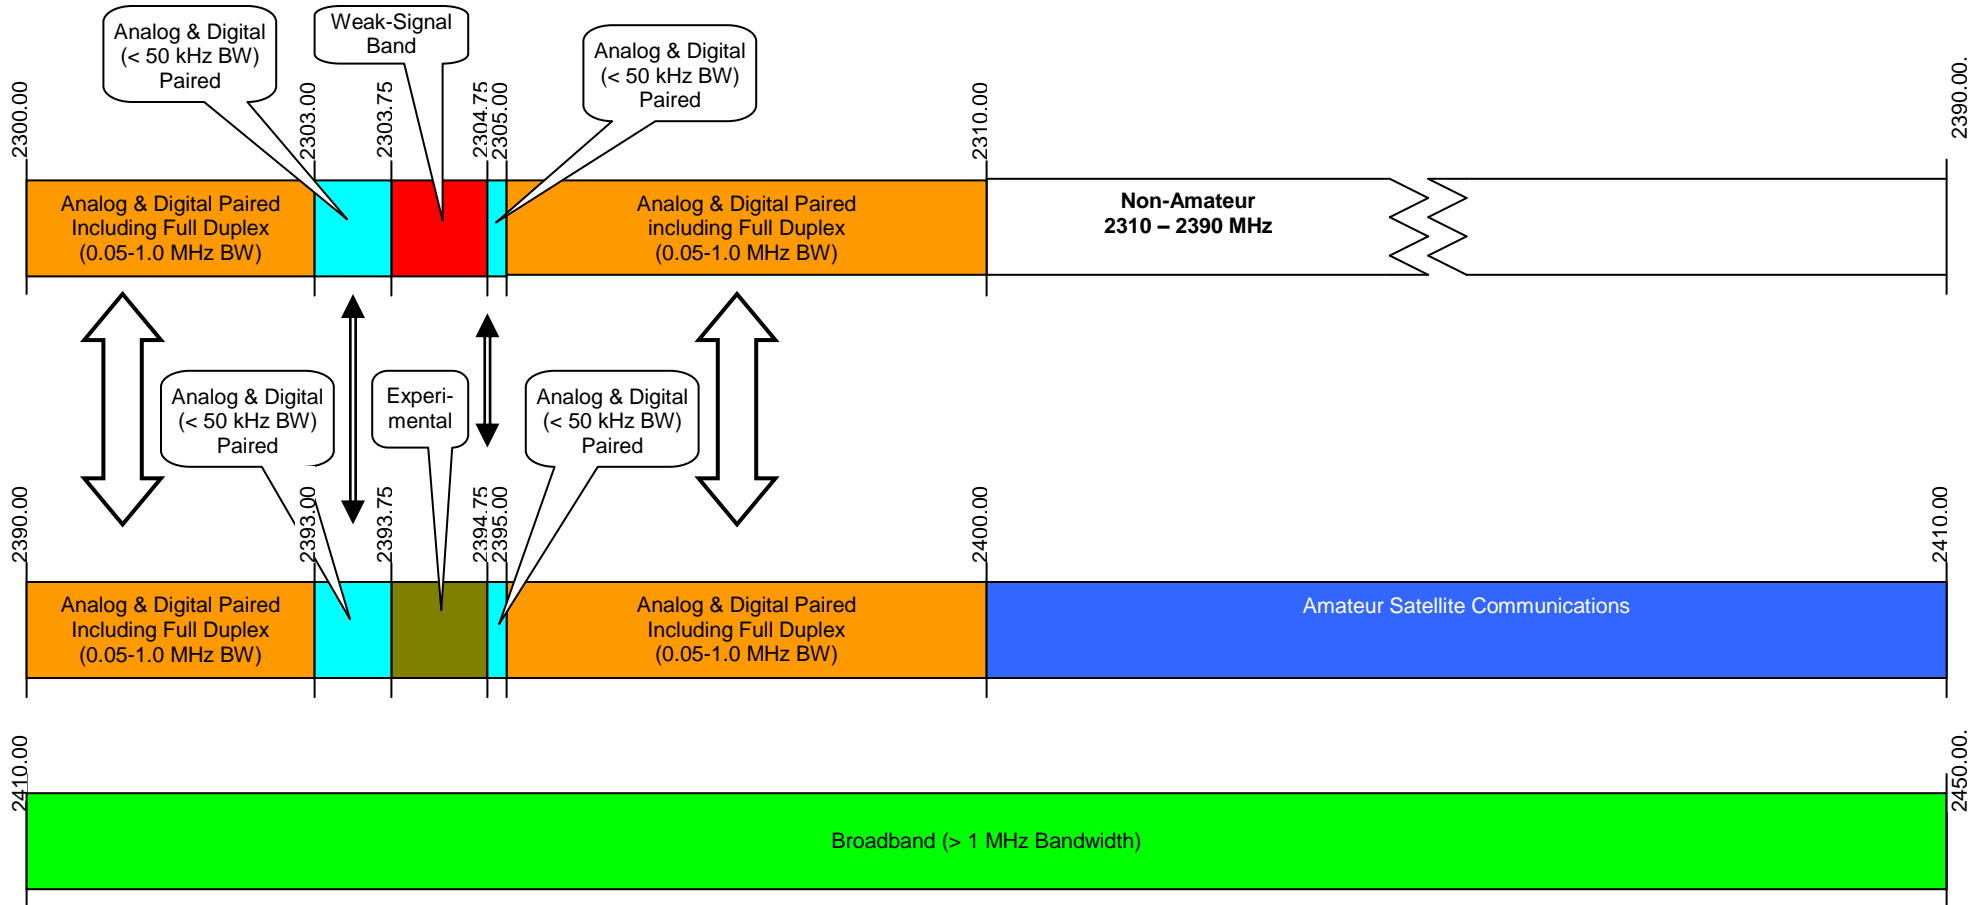 Analog & Digital
(< 50 kHz BW)
Paired
Weak-Signal
Band
Analog & Digital
(< 50 kHz BW)
Paired
2300.00
2303.00
2303.75
2304.75
2305.00
2310.00
2390.00.
Analog & Digital Paired
Including Full Duplex
(0.05-1.0 MHz BW)
Analog & Digital Paired
including Full Duplex
(0.05-1.0 MHz BW)
Non-Amateur
2310 – 2390 MHz
Analog & Digital
(< 50 kHz BW)
Paired
Experi-
mental
Analog & Digital
(< 50 kHz BW)
Paired
2390.00
2393.00
2393.75
2394.75
2395.00
2400.00
2410.00
Analog & Digital Paired
Including Full Duplex
(0.05-1.0 MHz BW)
Analog & Digital Paired
Including Full Duplex
(0.05-1.0 MHz BW)
Amateur Satellite Communications
2410.00
2450.00.
Broadband (> 1 MHz Bandwidth)